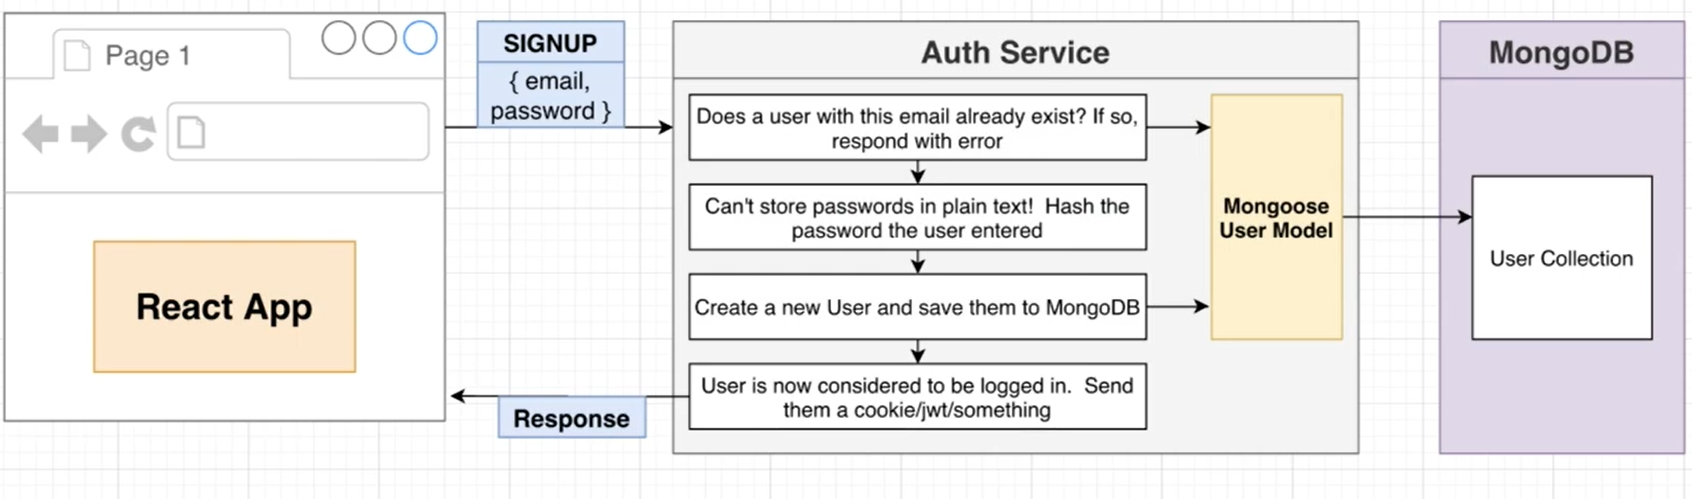 Page 1
React App
SIGNUP
{ email,
password }
Response
Auth Service
Does a user with this email already exist? If so,
respond with error
Can't store passwords in plain text!  Hash the
password the user entered
Create a new User and save them to MongoDB
User is now considered to be logged in.  Send
them a cookie/jwt/something
Mongoose
User Model
MongoDB
User Collection